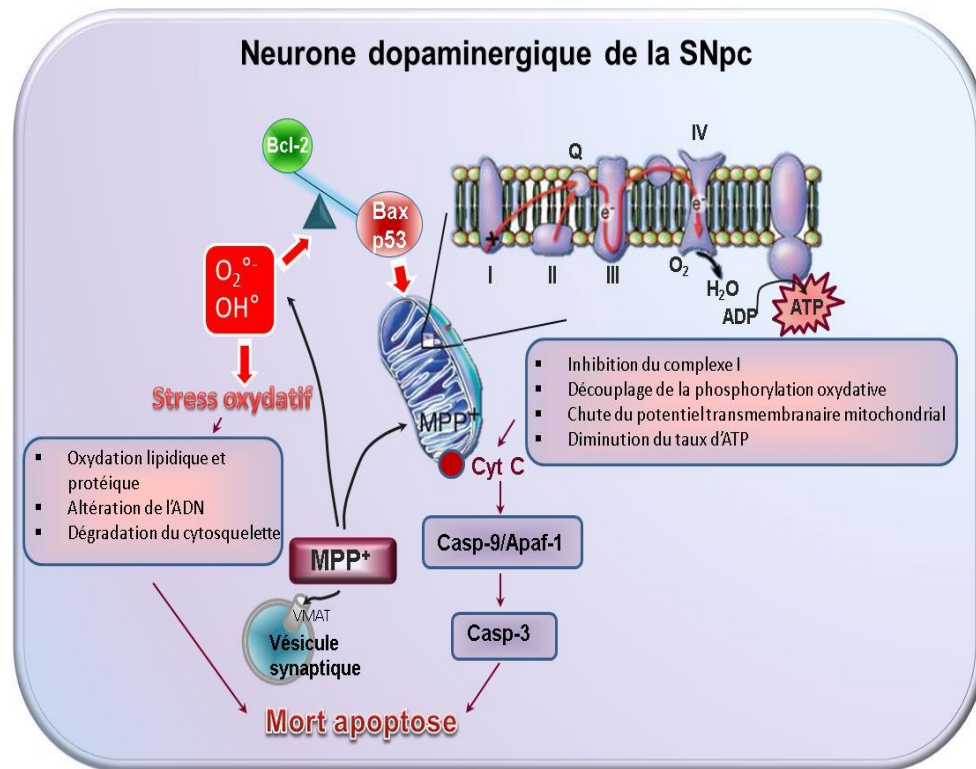 Neurone dopaminergique de la SNpc
Bcl-2
Bax
p53
O₂°⁻
OH°
Stress oxydatif
Oxydation lipidique et
protéique
Altération de l'ADN
Dégradation du cytosquelette
Q
IV
e⁻
e⁻
I
II
III
O₂
H₂O
ADP
ATP
Inhibition du complexe I
Découplage de la phosphorylation oxydative
Chute du potentiel transmembranaire mitochondrial
Diminution du taux d'ATP
MPP⁺
Cyt C
Casp-9/Apaf-1
Casp-3
MPP⁺
VMAT
Vésicule
synaptique
Mort apoptose